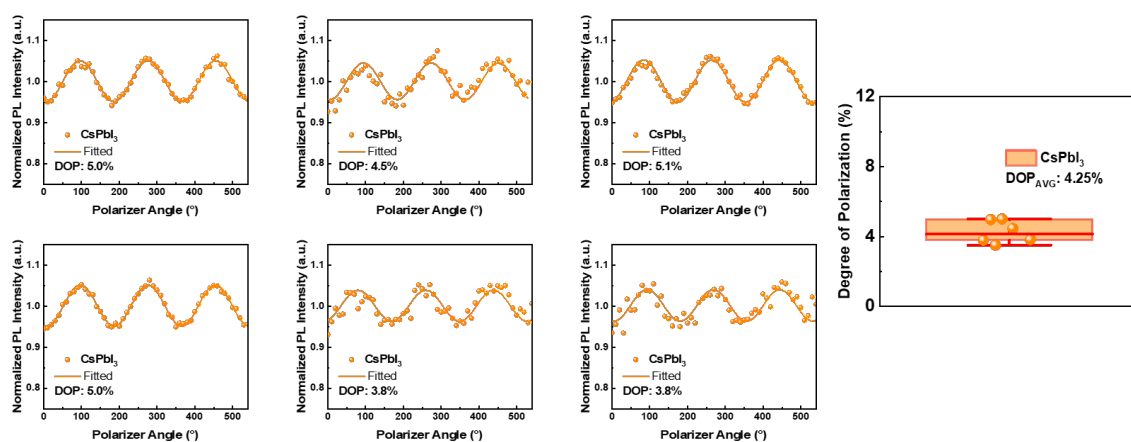 Normalized PL Intensity (a.u.)
1.1
1.0
0.9
0.8
CsPbI₃
Fitted
DOP: 5.0%
0 100 200 300 400 500
Polarizer Angle (°)
Normalized PL Intensity (a.u.)
1.1
1.0
0.9
0.8
CsPbI₃
Fitted
DOP: 4.5%
0 100 200 300 400 500
Polarizer Angle (°)
Normalized PL Intensity (a.u.)
1.1
1.0
0.9
0.8
CsPbI₃
Fitted
DOP: 5.1%
0 100 200 300 400 500
Polarizer Angle (°)
Normalized PL Intensity (a.u.)
1.1
1.0
0.9
0.8
CsPbI₃
Fitted
DOP: 5.0%
0 100 200 300 400 500
Polarizer Angle (°)
Normalized PL Intensity (a.u.)
1.1
1.0
0.9
0.8
CsPbI₃
Fitted
DOP: 3.8%
0 100 200 300 400 500
Polarizer Angle (°)
Normalized PL Intensity (a.u.)
1.1
1.0
0.9
0.8
CsPbI₃
Fitted
DOP: 3.8%
0 100 200 300 400 500
Polarizer Angle (°)
Degree of Polarization (%)
12
8
4
0
CsPbI₃
DOP_AVG: 4.25%